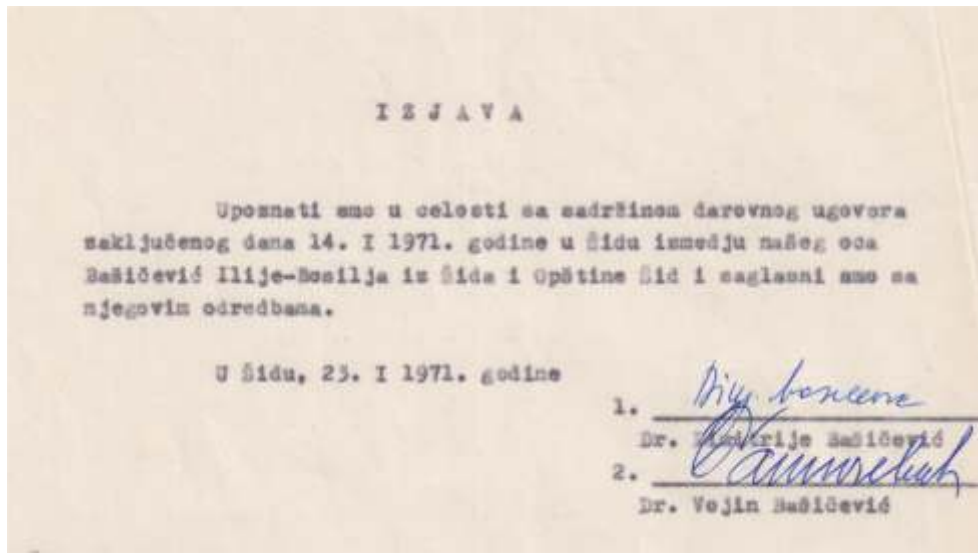 I Z J A V A
Upoznati smo u celosti sa sadržinom darovnog ugovora
zaključenog dana 14. I 1971. godine u Šidu izmedju našeg oca
Bašičević Ilije-Bosilja iz Šida i Opštine Šid i saglasni smo sa
njegovim odredbama.
U Šidu, 23. I 1971. godine
1.
Dr. Dimitrije Bašičević
2.
Dr. Vojin Bašičević